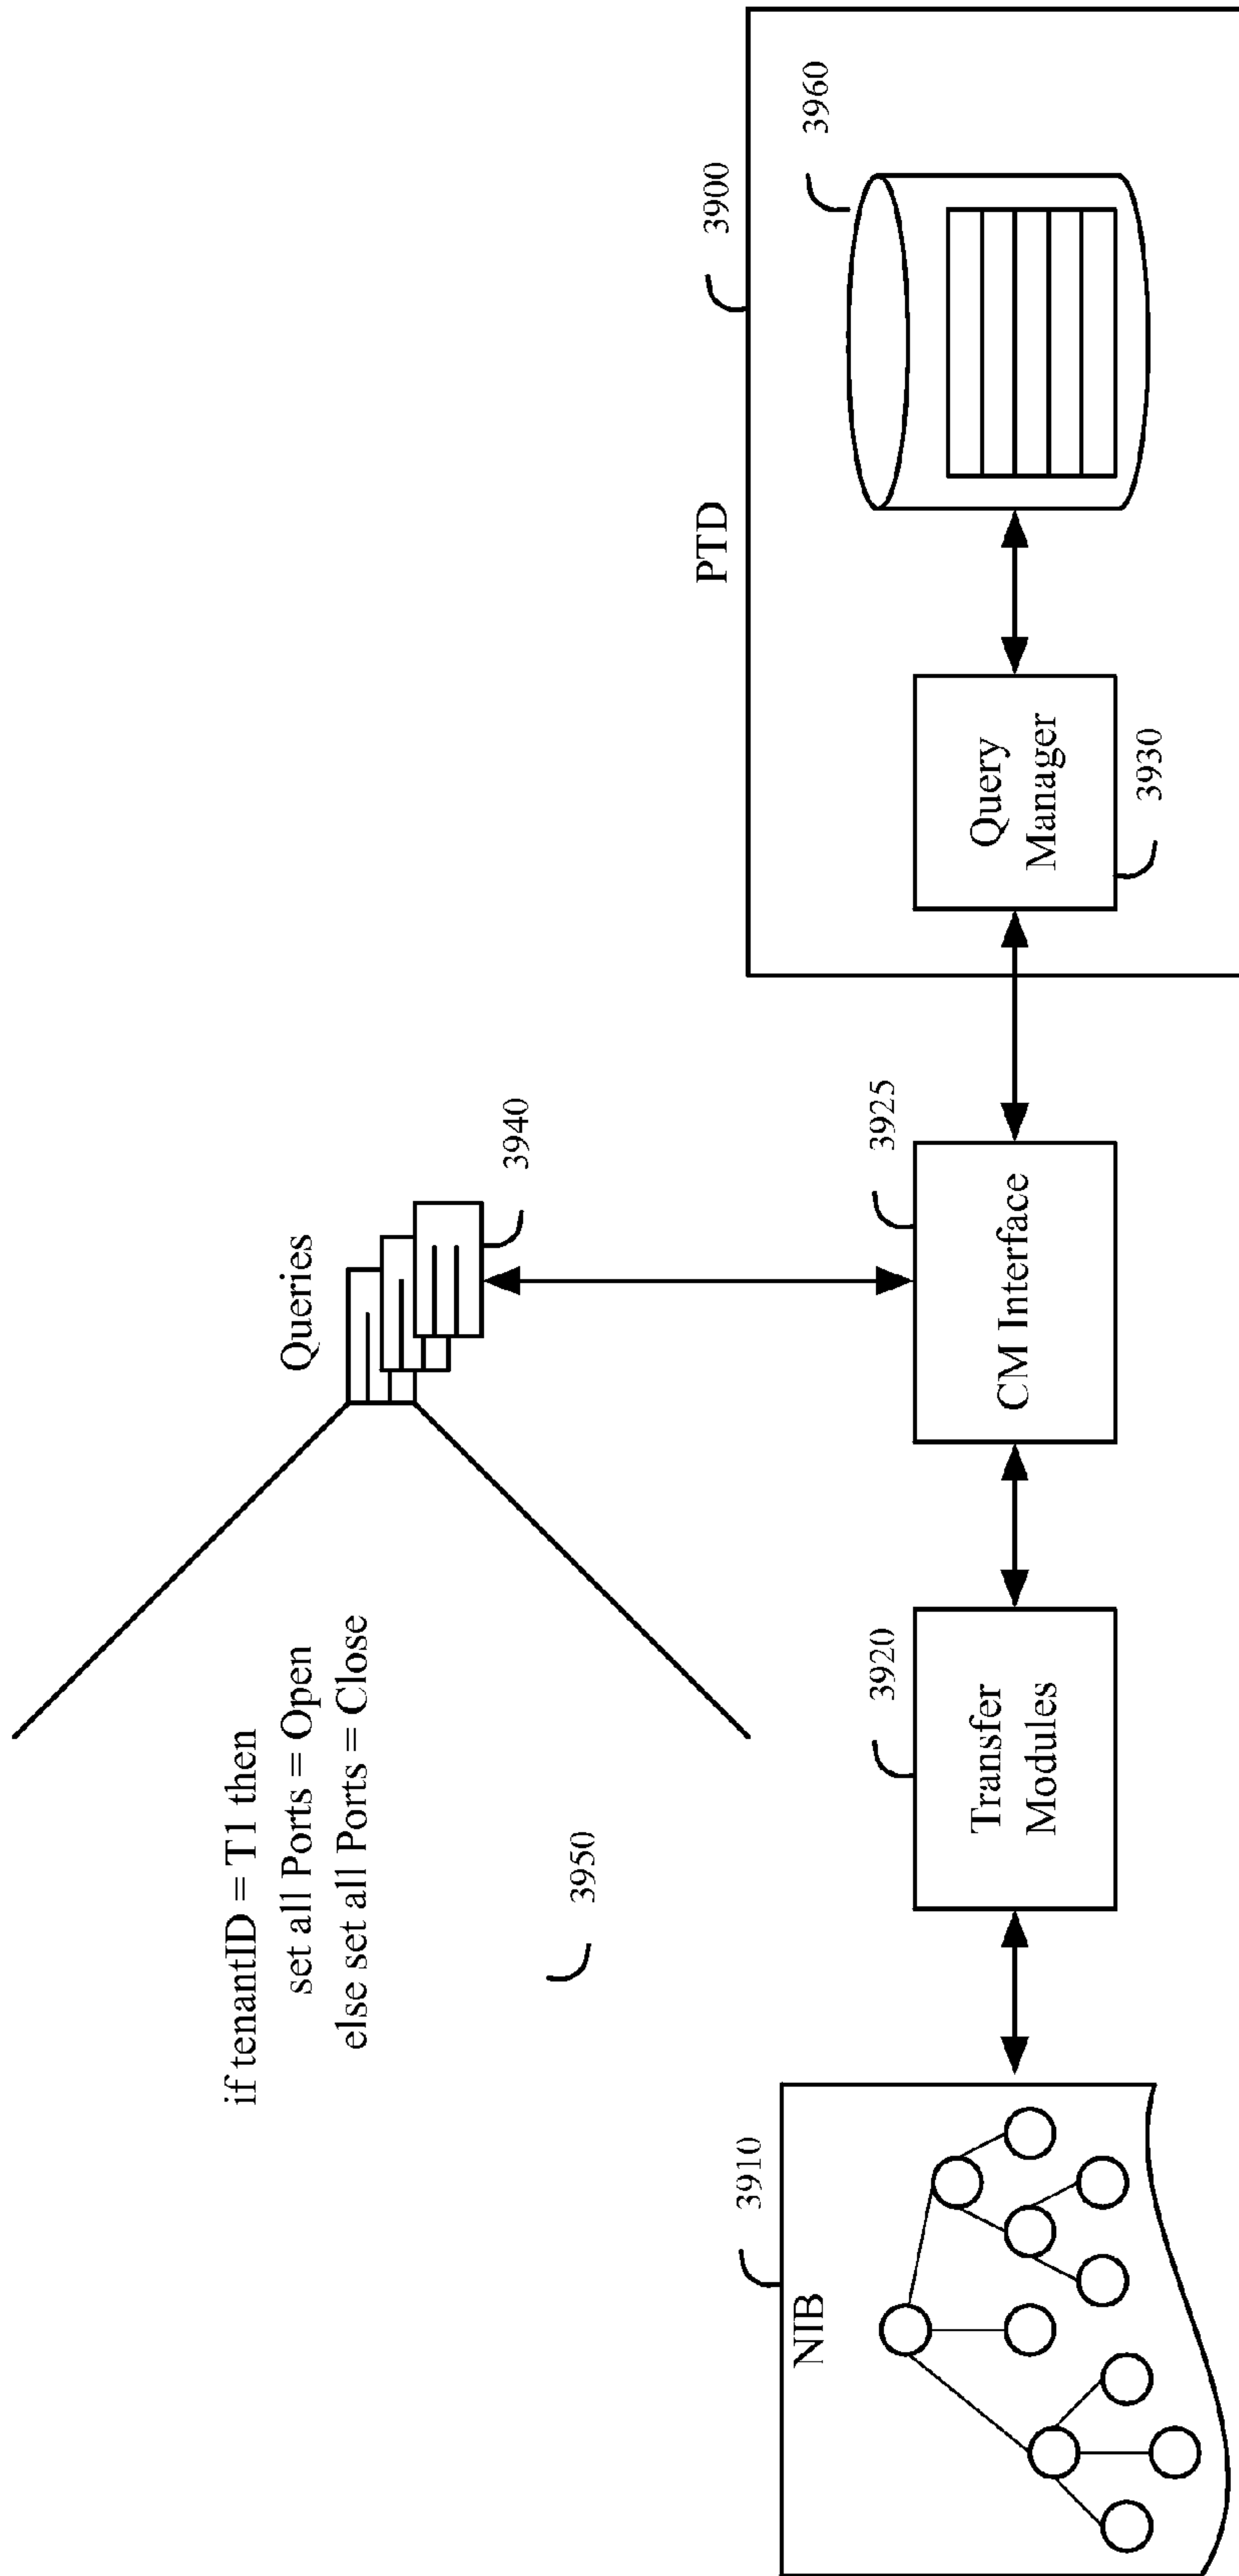 if tenantID = T1 then
set all Ports = Open
else set all Ports = Close
3950
Queries
3940
NIB
3910
Transfer
Modules
3920
CM Interface
3925
PTD
3900
Query
Manager
3930
3960